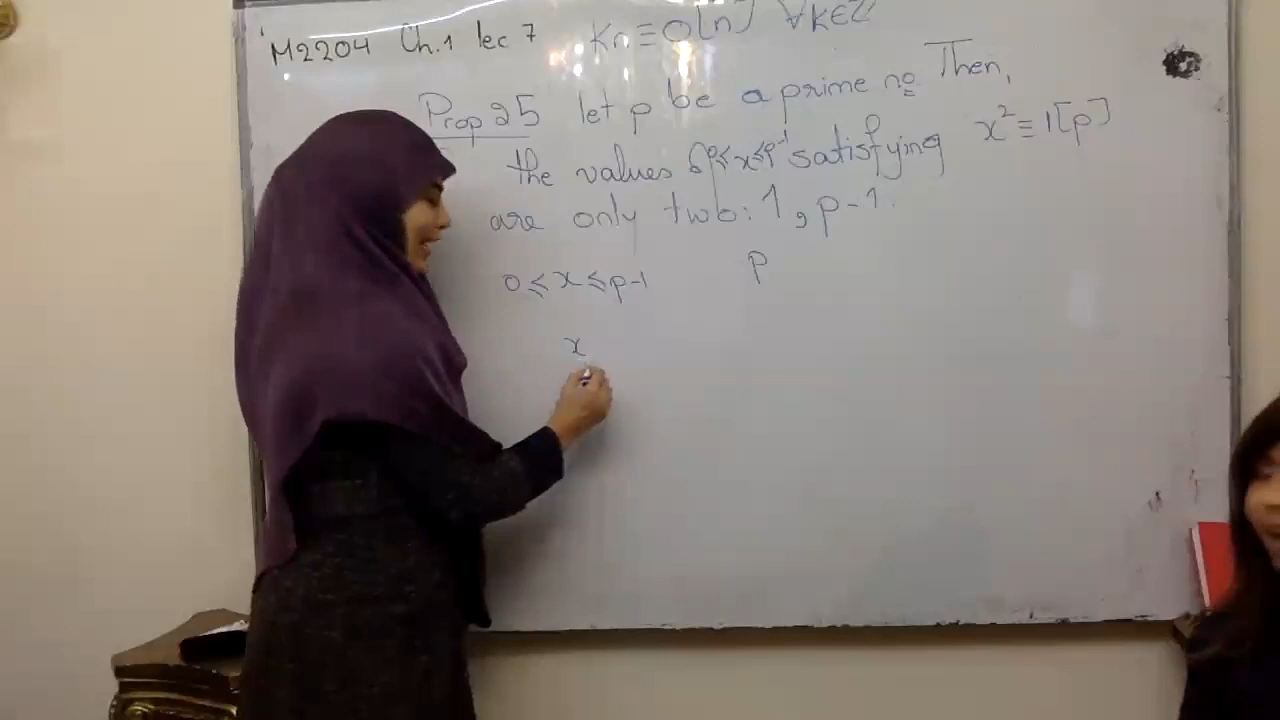 M2204 Ch.1 lec 7 Kn ≡ 0[n] ∀k∈ℤ
Prop 25 let p be a prime no Then,
the values of 0≤x≤p-1 satisfying x² ≡ 1[p]
are only two: 1, p-1.
0 ≤ x ≤ p-1 p
x